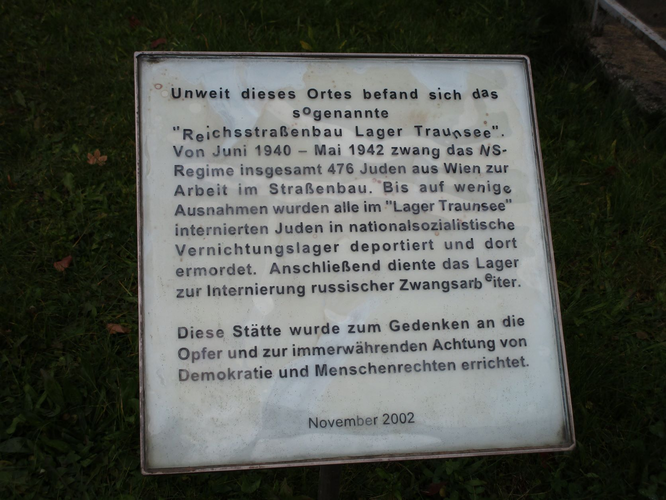 Unweit dieses Ortes befand sich das
sogenannte
"Reichsstraßenbau Lager Traunsee".
Von Juni 1940 – Mai 1942 zwang das NS-
Regime insgesamt 476 Juden aus Wien zur
Arbeit im Straßenbau. Bis auf wenige
Ausnahmen wurden alle im "Lager Traunsee"
internierten Juden in nationalsozialistische
Vernichtungslager deportiert und dort
ermordet. Anschließend diente das Lager
zur Internierung russischer Zwangsarbeiter.
Diese Stätte wurde zum Gedenken an die
Opfer und zur immerwährenden Achtung von
Demokratie und Menschenrechten errichtet.
November 2002